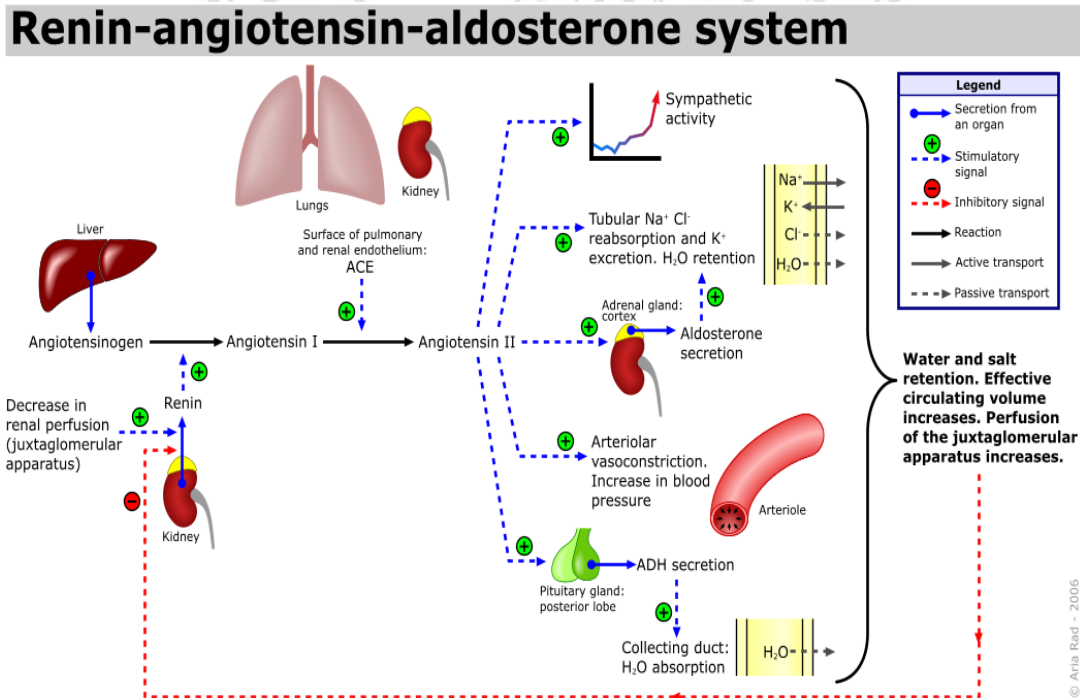 Renin-angiotensin-aldosterone system
Legend
Secretion from
an organ
+
Stimulatory
signal
−
Inhibitory signal
Reaction
Active transport
Passive transport
Lungs
Kidney
Sympathetic
activity
+
Liver
Surface of pulmonary
and renal endothelium:
ACE
+
Tubular Na⁺ Cl⁻
reabsorption and K⁺
excretion. H₂O retention
+
Na⁺
K⁺
Cl⁻
H₂O
Angiotensinogen
Angiotensin I
Angiotensin II
+
Adrenal gland:
cortex
Aldosterone
secretion
+
+
Renin
Decrease in
renal perfusion
(juxtaglomerular
apparatus)
+
−
Kidney
+
Arteriolar
vasoconstriction.
Increase in blood
pressure
Arteriole
+
Pituitary gland:
posterior lobe
ADH secretion
+
Collecting duct:
H₂O absorption
H₂O
Water and salt
retention. Effective
circulating volume
increases. Perfusion
of the juxtaglomerular
apparatus increases.
© Aria Rad - 2006